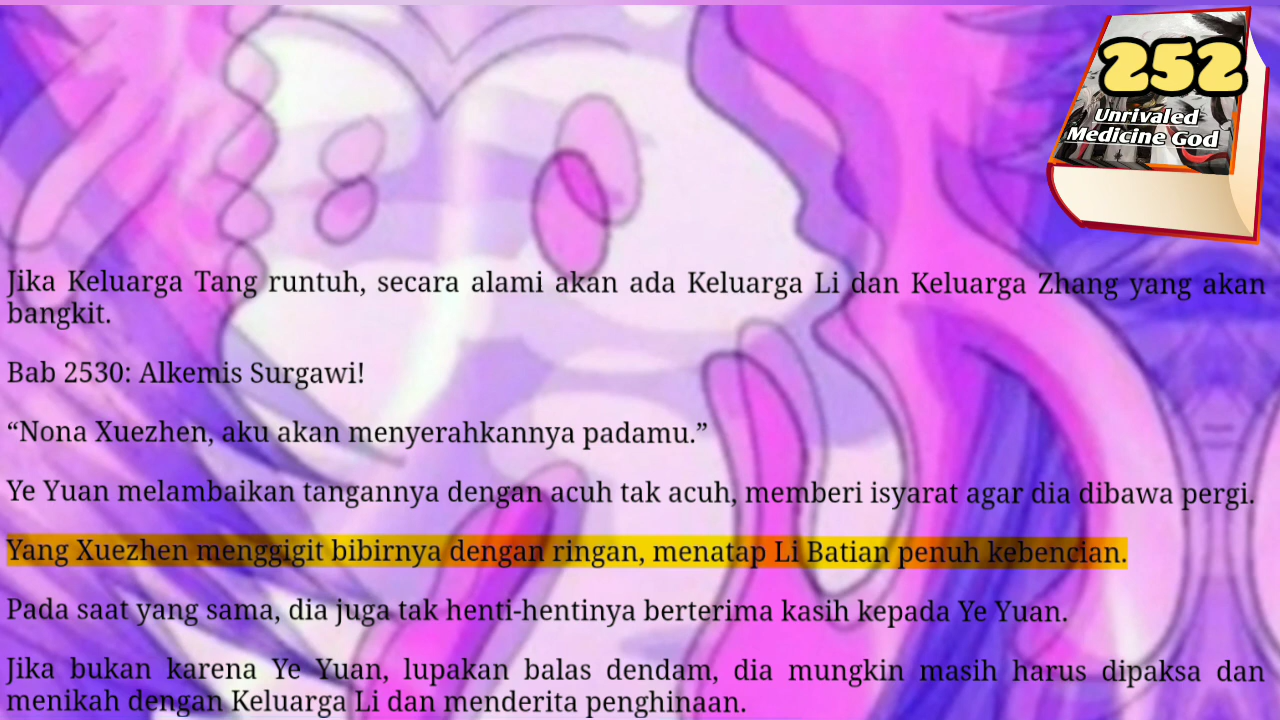 252
Unrivaled
Medicine God
Jika Keluarga Tang runtuh, secara alami akan ada Keluarga Li dan Keluarga Zhang yang akan
bangkit.
Bab 2530: Alkemis Surgawi!
“Nona Xuezhen, aku akan menyerahkannya padamu.”
Ye Yuan melambaikan tangannya dengan acuh tak acuh, memberi isyarat agar dia dibawa pergi.
Yang Xuezhen menggigit bibirnya dengan ringan, menatap Li Batian penuh kebencian.
Pada saat yang sama, dia juga tak henti-hentinya berterima kasih kepada Ye Yuan.
Jika bukan karena Ye Yuan, lupakan balas dendam, dia mungkin masih harus dipaksa dan
menikah dengan Keluarga Li dan menderita penghinaan.